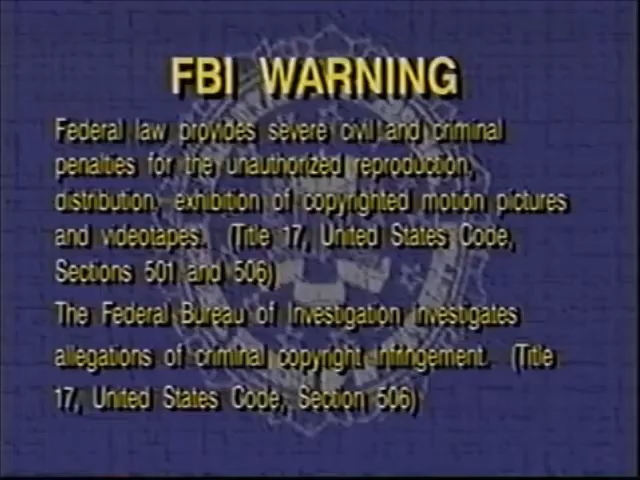 FBI WARNING
Federal law provides severe civil and criminal
penalties for the unauthorized reproduction,
distribution, exhibition of copyrighted motion pictures
and videotapes. (Title 17, United States Code,
Sections 501 and 506)
The Federal Bureau of Investigation investigates
allegations of criminal copyright infringement. (Title
17, United States Code, Section 506)